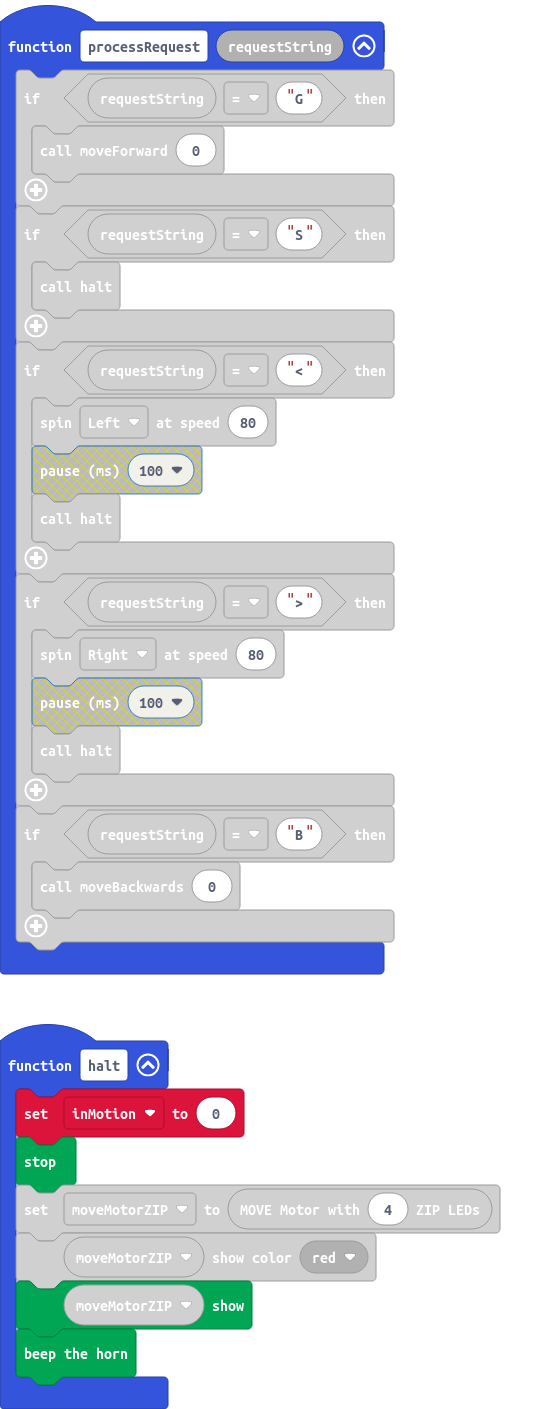 function processRequest requestString
if requestString = "G" then
call moveForward 0
if requestString = "S" then
call halt
if requestString = "<" then
spin Left at speed 80
pause (ms) 100
call halt
if requestString = ">" then
spin Right at speed 80
pause (ms) 100
call halt
if requestString = "B" then
call moveBackwards 0
function halt
set inMotion to 0
stop
set moveMotorZIP to MOVE Motor with 4 ZIP LEDs
moveMotorZIP show color red
moveMotorZIP show
beep the horn